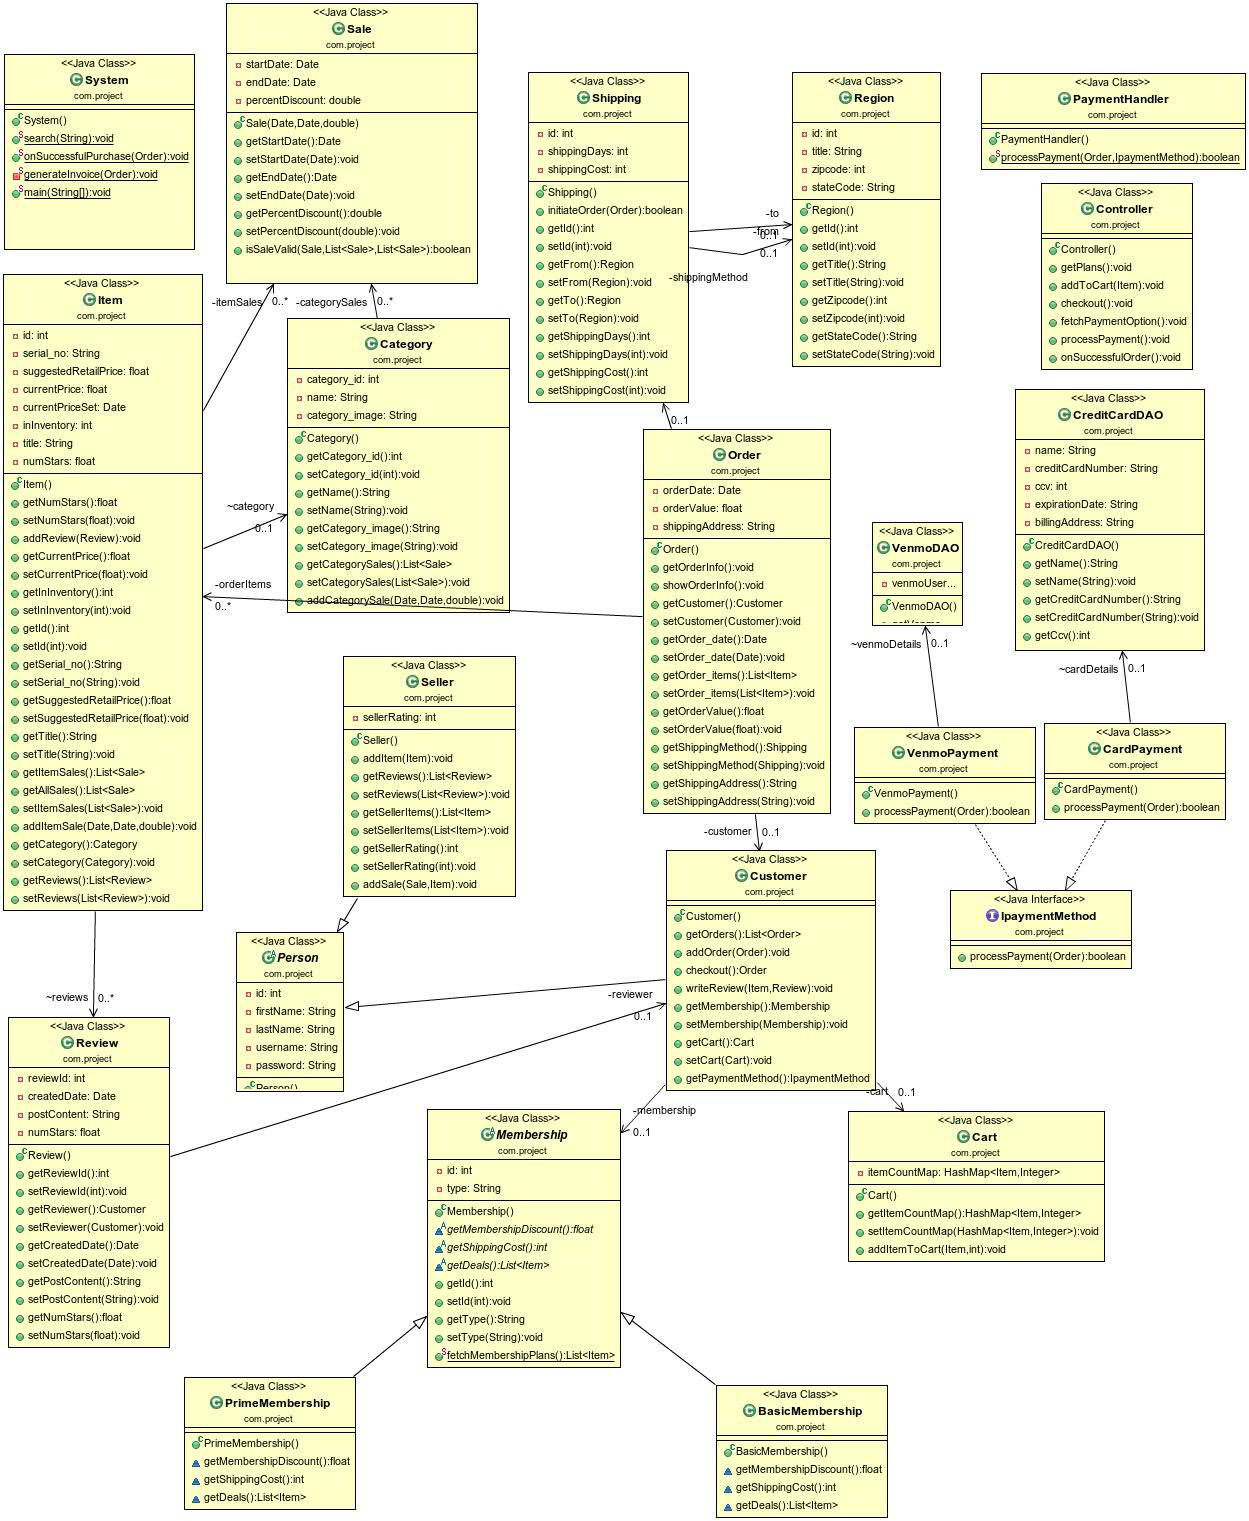 <<Java Class>>
System
com.project
System()
search(String):void
onSuccessfulPurchase(Order):void
generateInvoice(Order):void
main(String[]):void
<<Java Class>>
Sale
com.project
startDate: Date
endDate: Date
percentDiscount: double
Sale(Date,Date,double)
getStartDate():Date
setStartDate(Date):void
getEndDate():Date
setEndDate(Date):void
getPercentDiscount():double
setPercentDiscount(double):void
isSaleValid(Sale,List<Sale>,List<Sale>):boolean
<<Java Class>>
Shipping
com.project
id: int
shippingDays: int
shippingCost: int
Shipping()
initiateOrder(Order):boolean
getId():int
setId(int):void
getFrom():Region
setFrom(Region):void
getTo():Region
setTo(Region):void
getShippingDays():int
setShippingDays(int):void
getShippingCost():int
setShippingCost(int):void
-to
0..1
-from
0..1
-shippingMethod
0..1
<<Java Class>>
Region
com.project
id: int
title: String
zipcode: int
stateCode: String
Region()
getId():int
setId(int):void
getTitle():String
setTitle(String):void
getZipcode():int
setZipcode(int):void
getStateCode():String
setStateCode(String):void
<<Java Class>>
PaymentHandler
com.project
PaymentHandler()
processPayment(Order,IpaymentMethod):boolean
<<Java Class>>
Controller
com.project
Controller()
getPlans():void
addToCart(Item):void
checkout():void
fetchPaymentOption():void
processPayment():void
onSuccessfulOrder():void
<<Java Class>>
Item
com.project
id: int
serial_no: String
suggestedRetailPrice: float
currentPrice: float
currentPriceSet: Date
inInventory: int
title: String
numStars: float
Item()
getNumStars():float
setNumStars(float):void
addReview(Review):void
getCurrentPrice():float
setCurrentPrice(float):void
getInInventory():int
setInInventory(int):void
getId():int
setId(int):void
getSerial_no():String
setSerial_no(String):void
getSuggestedRetailPrice():float
setSuggestedRetailPrice(float):void
getTitle():String
setTitle(String):void
getItemSales():List<Sale>
getAllSales():List<Sale>
setItemSales(List<Sale>):void
addItemSale(Date,Date,double):void
getCategory():Category
setCategory(Category):void
getReviews():List<Review>
setReviews(List<Review>):void
-itemSales
0..*
-categorySales
0..*
<<Java Class>>
Category
com.project
category_id: int
name: String
category_image: String
Category()
getCategory_id():int
setCategory_id(int):void
getName():String
setName(String):void
getCategory_image():String
setCategory_image(String):void
getCategorySales():List<Sale>
setCategorySales(List<Sale>):void
addCategorySale(Date,Date,double):void
~category
0..1
-orderItems
0..*
<<Java Class>>
Order
com.project
orderDate: Date
orderValue: float
shippingAddress: String
Order()
getOrderInfo():void
showOrderInfo():void
getCustomer():Customer
setCustomer(Customer):void
getOrder_date():Date
setOrder_date(Date):void
getOrder_items():List<Item>
setOrder_items(List<Item>):void
getOrderValue():float
setOrderValue(float):void
getShippingMethod():Shipping
setShippingMethod(Shipping):void
getShippingAddress():String
setShippingAddress(String):void
<<Java Class>>
CreditCardDAO
com.project
name: String
creditCardNumber: String
ccv: int
expirationDate: String
billingAddress: String
CreditCardDAO()
getName():String
setName(String):void
getCreditCardNumber():String
setCreditCardNumber(String):void
getCcv():int
<<Java Class>>
VenmoDAO
com.project
venmoUser...
VenmoDAO()
~venmoDetails
0..1
~cardDetails
0..1
<<Java Class>>
VenmoPayment
com.project
VenmoPayment()
processPayment(Order):boolean
<<Java Class>>
CardPayment
com.project
CardPayment()
processPayment(Order):boolean
<<Java Interface>>
IpaymentMethod
com.project
processPayment(Order):boolean
<<Java Class>>
Seller
com.project
sellerRating: int
Seller()
addItem(Item):void
getReviews():List<Review>
setReviews(List<Review>):void
getSellerItems():List<Item>
setSellerItems(List<Item>):void
getSellerRating():int
setSellerRating(int):void
addSale(Sale,Item):void
-customer
0..1
<<Java Class>>
Customer
com.project
Customer()
getOrders():List<Order>
addOrder(Order):void
checkout():Order
writeReview(Item,Review):void
getMembership():Membership
setMembership(Membership):void
getCart():Cart
setCart(Cart):void
getPaymentMethod():IpaymentMethod
<<Java Class>>
Person
com.project
id: int
firstName: String
lastName: String
username: String
password: String
Person()
~reviews
0..*
-reviewer
0..1
<<Java Class>>
Review
com.project
reviewId: int
createdDate: Date
postContent: String
numStars: float
Review()
getReviewId():int
setReviewId(int):void
getReviewer():Customer
setReviewer(Customer):void
getCreatedDate():Date
setCreatedDate(Date):void
getPostContent():String
setPostContent(String):void
getNumStars():float
setNumStars(float):void
-membership
0..1
-cart
0..1
<<Java Class>>
Membership
com.project
id: int
type: String
Membership()
getMembershipDiscount():float
getShippingCost():int
getDeals():List<Item>
getId():int
setId(int):void
getType():String
setType(String):void
fetchMembershipPlans():List<Item>
<<Java Class>>
Cart
com.project
itemCountMap: HashMap<Item,Integer>
Cart()
getItemCountMap():HashMap<Item,Integer>
setItemCountMap(HashMap<Item,Integer>):void
addItemToCart(Item,int):void
<<Java Class>>
PrimeMembership
com.project
PrimeMembership()
getMembershipDiscount():float
getShippingCost():int
getDeals():List<Item>
<<Java Class>>
BasicMembership
com.project
BasicMembership()
getMembershipDiscount():float
getShippingCost():int
getDeals():List<Item>